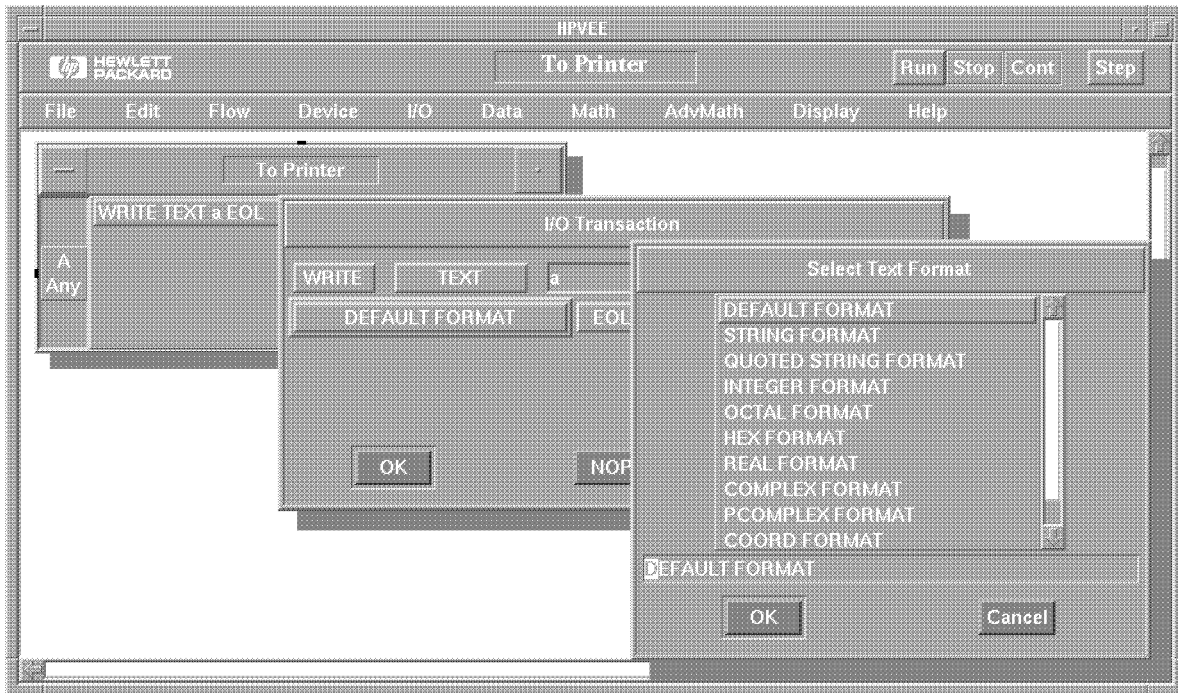 HPVEE
hp HEWLETT PACKARD To Printer Run Stop Cont Step
File Edit Flow Device I/O Data Math AdvMath Display Help
To Printer
WRITE TEXT a EOL
A
Any
I/O Transaction
WRITE TEXT a
DEFAULT FORMAT EOL
OK NOP
Select Text Format
DEFAULT FORMAT
STRING FORMAT
QUOTED STRING FORMAT
INTEGER FORMAT
OCTAL FORMAT
HEX FORMAT
REAL FORMAT
COMPLEX FORMAT
PCOMPLEX FORMAT
COORD FORMAT
DEFAULT FORMAT
OK Cancel